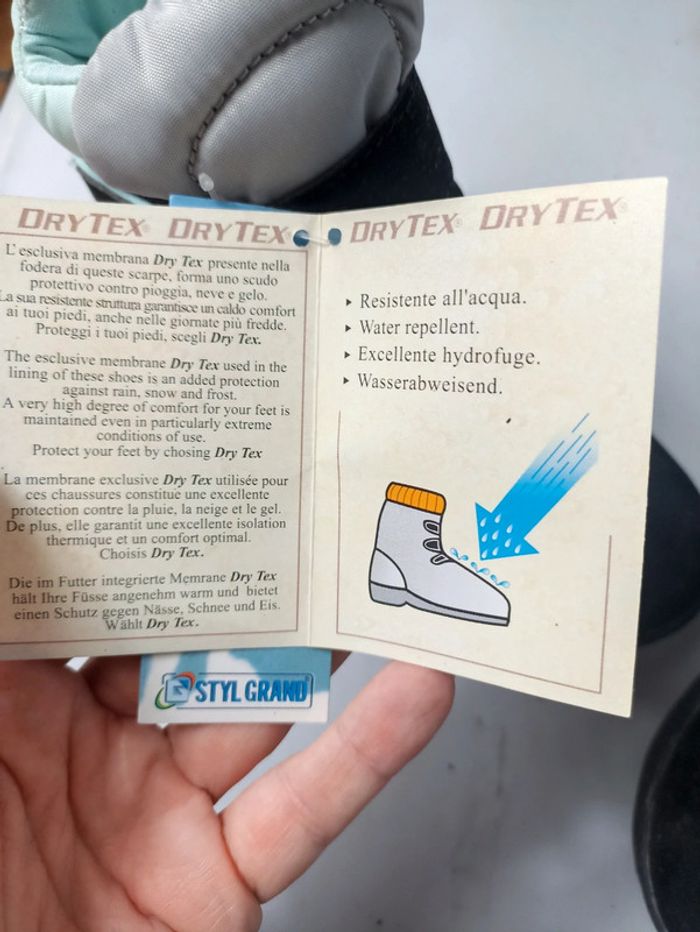 DRYTEX® DRYTEX®
L'esclusiva membrana Dry Tex presente nella
fodera di queste scarpe, forma uno scudo
protettivo contro pioggia, neve e gelo.
La sua resistente struttura garantisce un caldo comfort
ai tuoi piedi, anche nelle giornate più fredde.
Proteggi i tuoi piedi, scegli Dry Tex.
The esclusive membrane Dry Tex used in the
lining of these shoes is an added protection
against rain, snow and frost.
A very high degree of comfort for your feet is
maintained even in particularly extreme
conditions of use.
Protect your feet by chosing Dry Tex
La membrane exclusive Dry Tex utilisée pour
ces chaussures constitue une excellente
protection contre la pluie, la neige et le gel.
De plus, elle garantit une excellente isolation
thermique et un comfort optimal.
Choisis Dry Tex.
Die im Futter integrierte Memrane Dry Tex
hält Ihre Füsse angenehm warm und bietet
einen Schutz gegen Nässe, Schnee und Eis.
Wählt Dry Tex.
DRYTEX® DRYTEX®
▸ Resistente all'acqua.
▸ Water repellent.
▸ Excellente hydrofuge.
▸ Wasserabweisend.
STYL GRAND